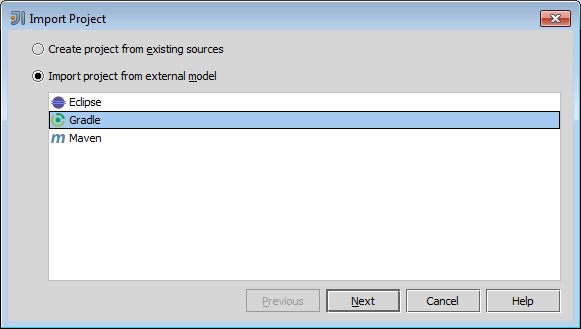 Import Project
Create project from existing sources
Import project from external model
Eclipse
Gradle
Maven
Previous
Next
Cancel
Help